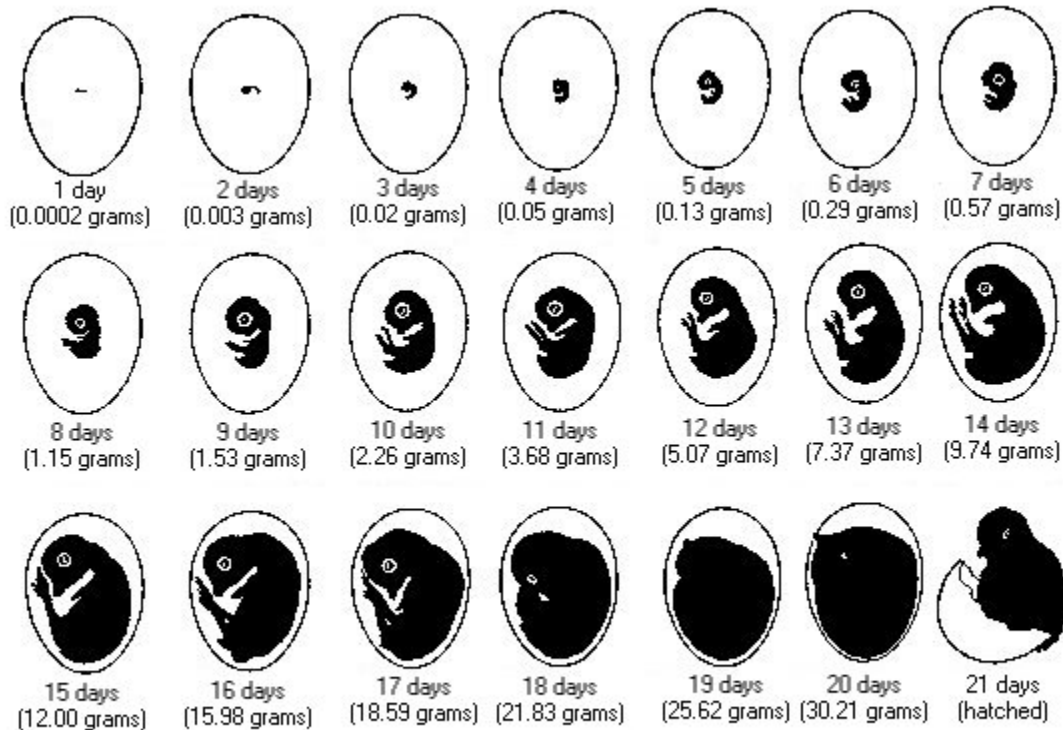 1 day
(0.0002 grams)
2 days
(0.003 grams)
3 days
(0.02 grams)
4 days
(0.05 grams)
5 days
(0.13 grams)
6 days
(0.29 grams)
7 days
(0.57 grams)
8 days
(1.15 grams)
9 days
(1.53 grams)
10 days
(2.26 grams)
11 days
(3.68 grams)
12 days
(5.07 grams)
13 days
(7.37 grams)
14 days
(9.74 grams)
15 days
(12.00 grams)
16 days
(15.98 grams)
17 days
(18.59 grams)
18 days
(21.83 grams)
19 days
(25.62 grams)
20 days
(30.21 grams)
21 days
(hatched)